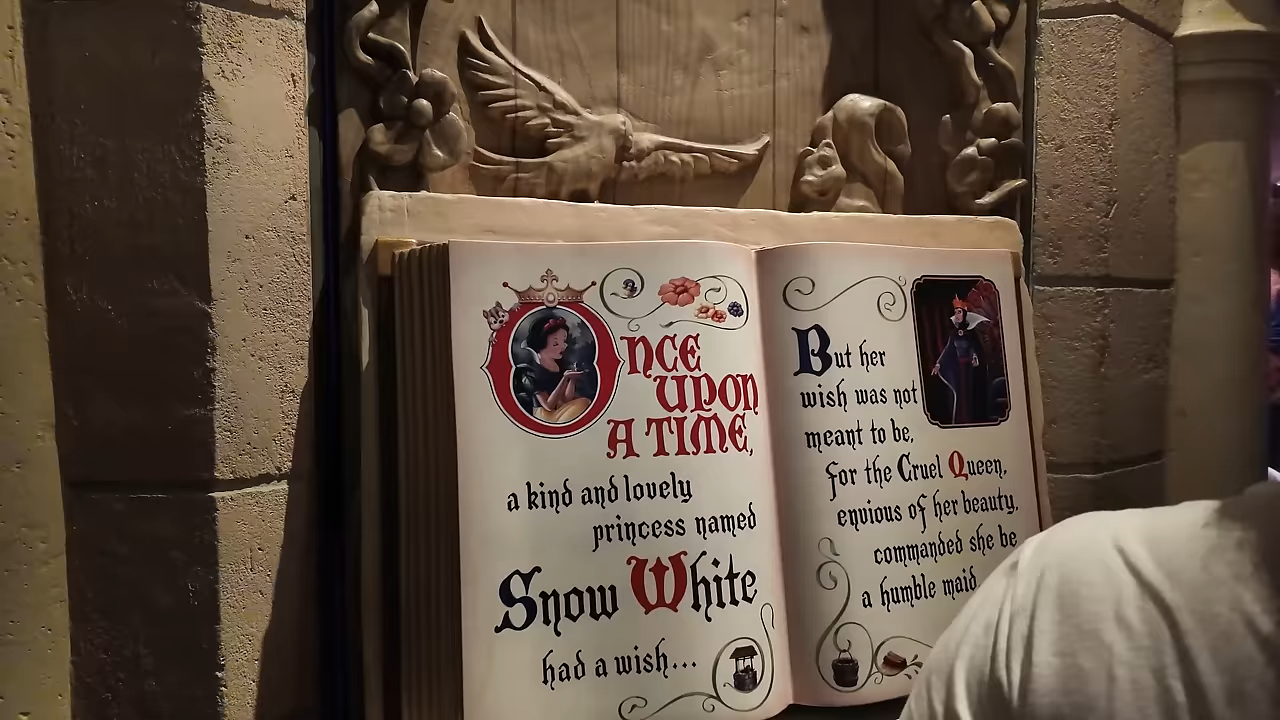 Once
upon
a time,
a kind and lovely
princess named
Snow White
had a wish...
But her
wish was not
meant to be,
for the Cruel Queen,
envious of her beauty,
commanded she be
a humble maid